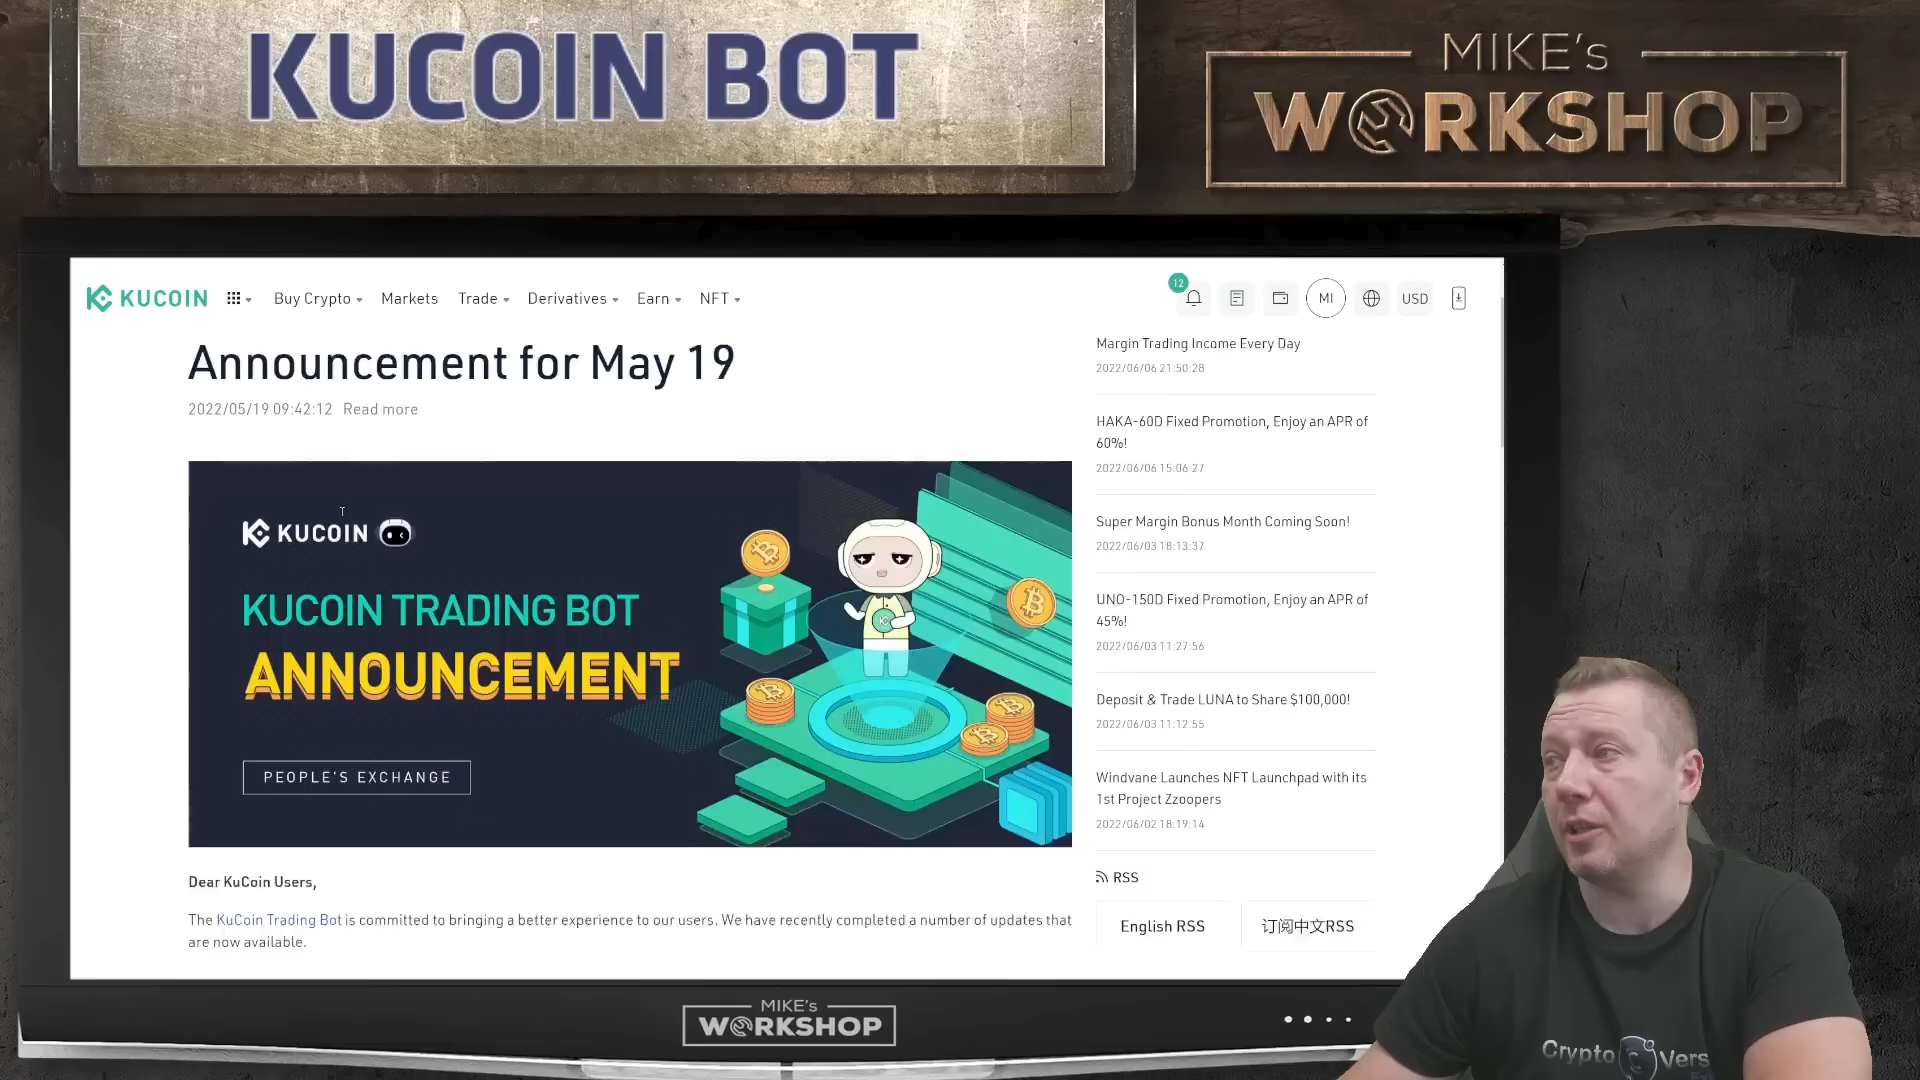 KUCOIN BOT
MIKE's
WORKSHOP
KUCOIN
Buy Crypto
Markets
Trade
Derivatives
Earn
NFT
12
MI
USD
Announcement for May 19
2022/05/19 09:42:12 Read more
KUCOIN
KUCOIN TRADING BOT
ANNOUNCEMENT
PEOPLE'S EXCHANGE
Dear KuCoin Users,
The KuCoin Trading Bot is committed to bringing a better experience to our users. We have recently completed a number of updates that
are now available.
Margin Trading Income Every Day
2022/06/06 21:50:28
HAKA-60D Fixed Promotion, Enjoy an APR of
60%!
2022/06/06 15:06:27
Super Margin Bonus Month Coming Soon!
2022/06/03 18:13:37
UNO-150D Fixed Promotion, Enjoy an APR of
45%!
2022/06/03 11:27:56
Deposit & Trade LUNA to Share $100,000!
2022/06/03 11:12:55
Windvane Launches NFT Launchpad with its
1st Project Zzoopers
2022/06/02 18:19:14
RSS
English RSS
订阅中文RSS
MIKE's
WORKSHOP
Crypto Vers